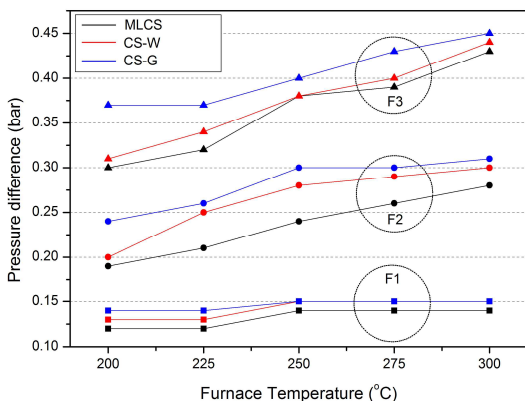 MLCS
CS-W
CS-G
0.45
0.40
0.35
0.30
0.25
0.20
0.15
0.10
Pressure difference (bar)
F3
F2
F1
200 225 250 275 300
Furnace Temperature (°C)